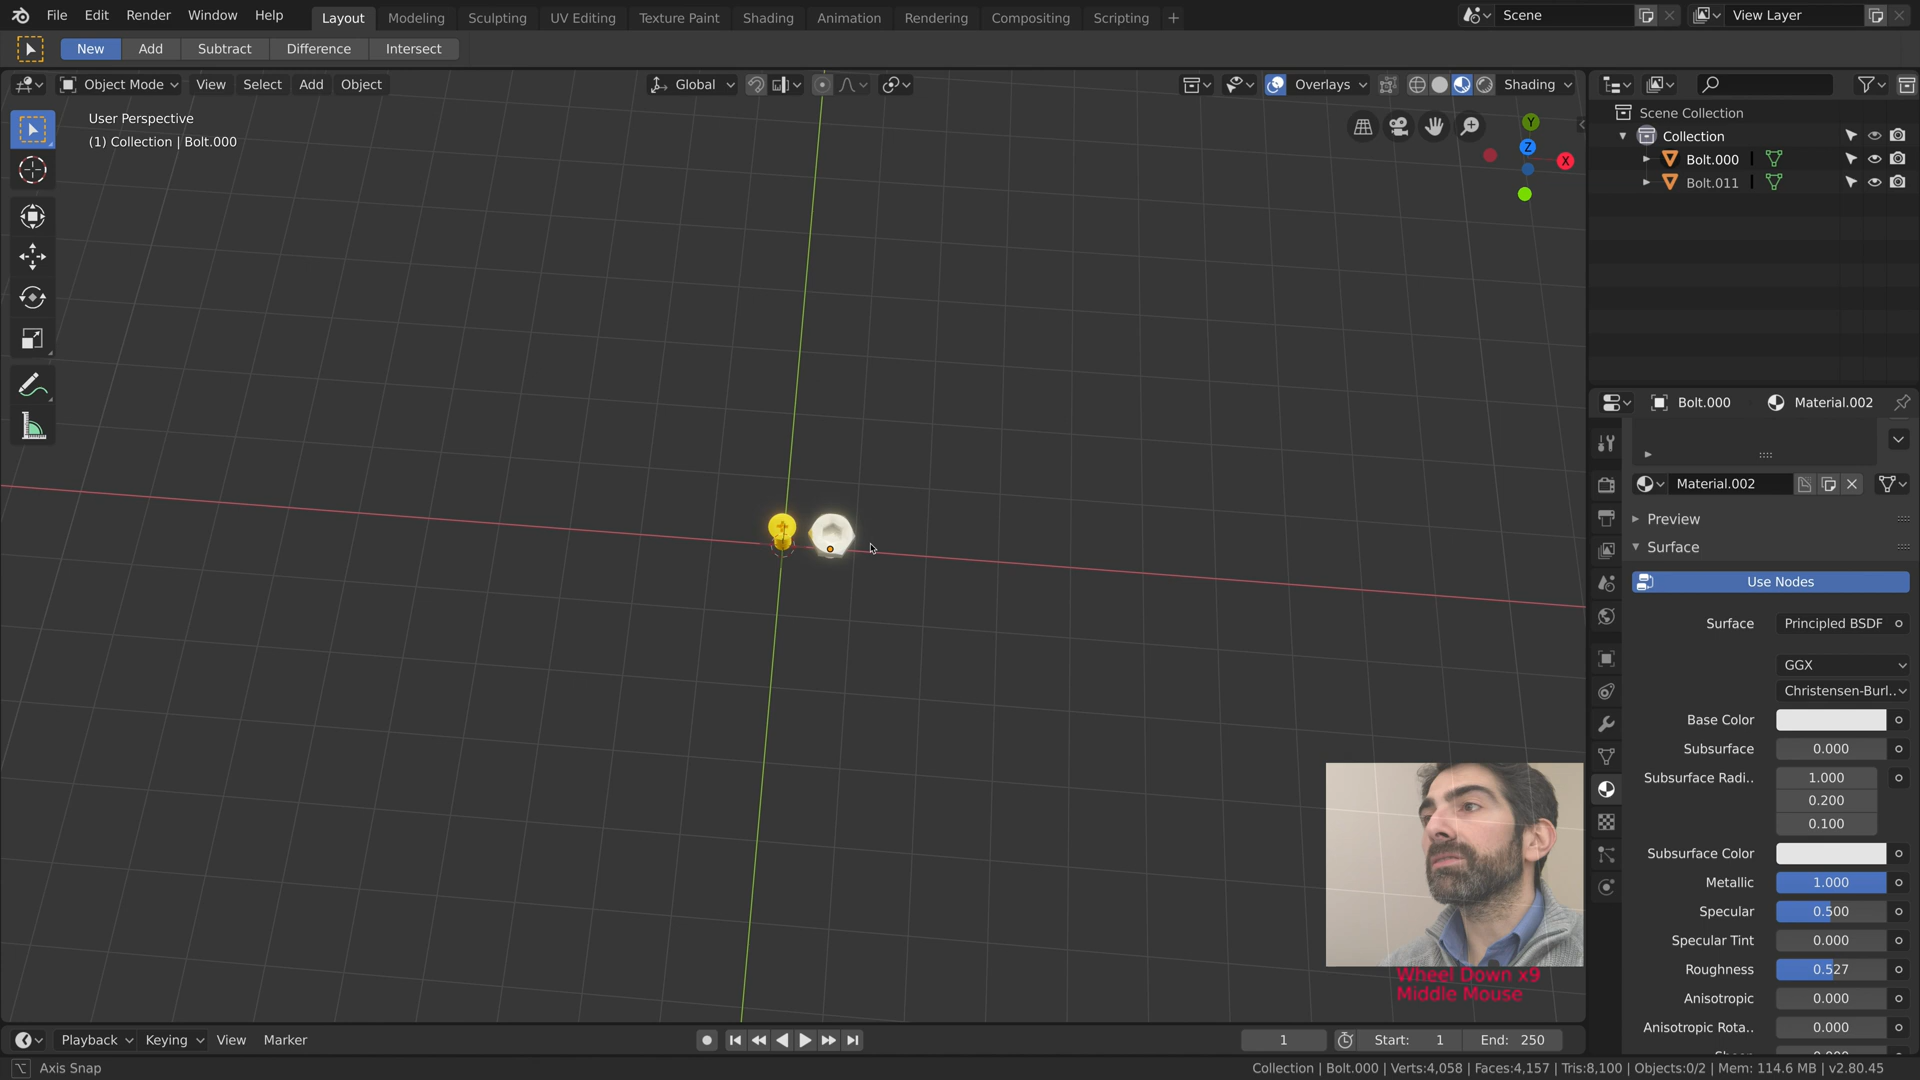 File Edit Render Window Help Layout Modeling Sculpting UV Editing Texture Paint Shading Animation Rendering Compositing Scripting + Scene View Layer
New Add Subtract Difference Intersect
Object Mode View Select Add Object Global Overlays Shading
User Perspective
(1) Collection | Bolt.000
Y
Z
X
Scene Collection
Collection
Bolt.000
Bolt.011
Bolt.000 Material.002
Material.002
Preview
Surface
Use Nodes
Surface Principled BSDF
GGX
Christensen-Burl..
Base Color
Subsurface 0.000
Subsurface Radi.. 1.000
0.200
0.100
Subsurface Color
Metallic 1.000
Specular 0.500
Specular Tint 0.000
Roughness 0.527
Anisotropic 0.000
Anisotropic Rota.. 0.000
Wheel Down x9
Middle Mouse
Playback Keying View Marker 1 Start: 1 End: 250
Axis Snap Collection | Bolt.000 | Verts:4,058 | Faces:4,157 | Tris:8,100 | Objects:0/2 | Mem: 114.6 MB | v2.80.45